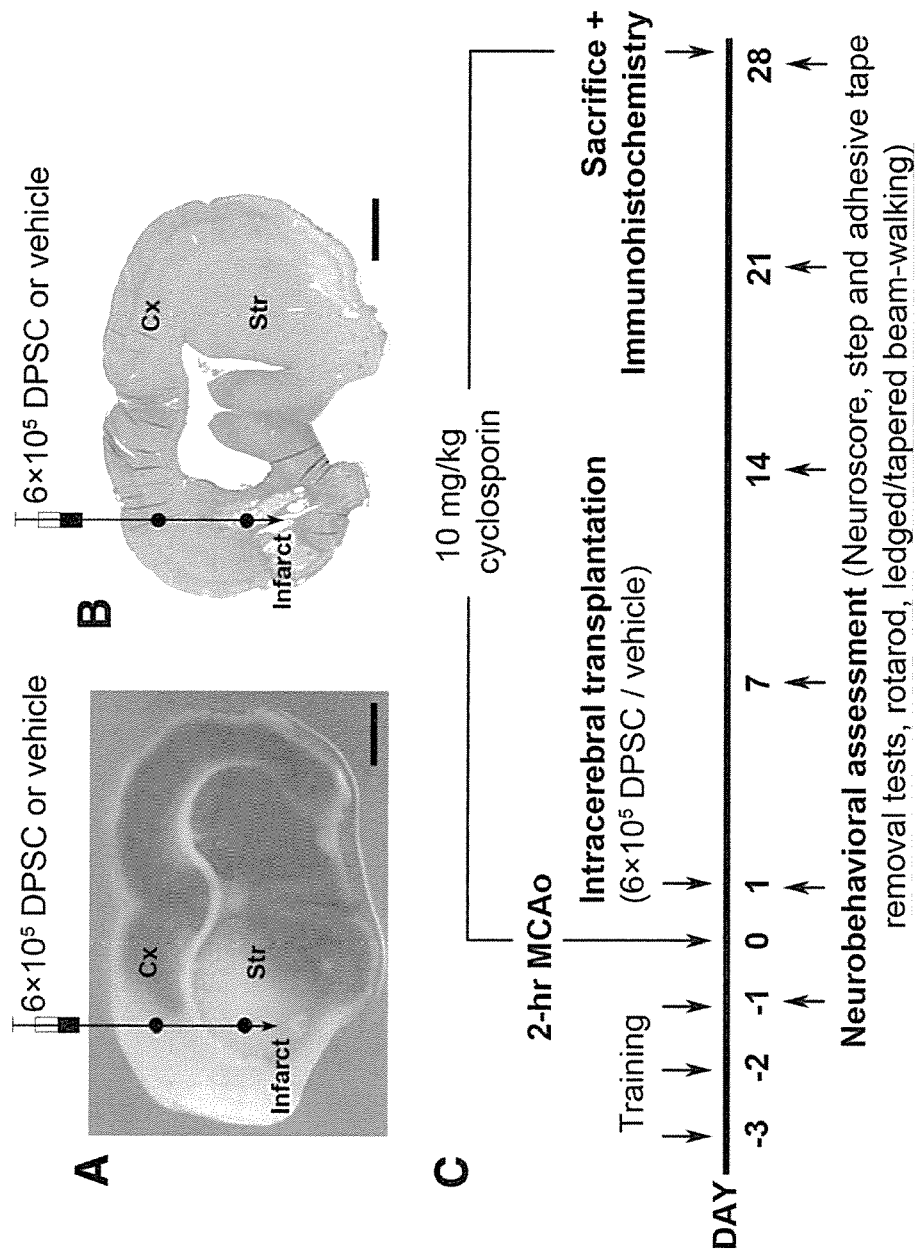 A
6×10⁵ DPSC or vehicle
Cx
Str
Infarct
B
6×10⁵ DPSC or vehicle
Cx
Str
Infarct
C
10 mg/kg
cyclosporin
2-hr MCAo
Training
Intracerebral transplantation
(6×10⁵ DPSC / vehicle)
Sacrifice +
Immunohistochemistry
DAY
-3 -2 -1 0 1 7 14 21 28
Neurobehavioral assessment (Neuroscore, step and adhesive tape
removal tests, rotarod, ledged/tapered beam-walking)